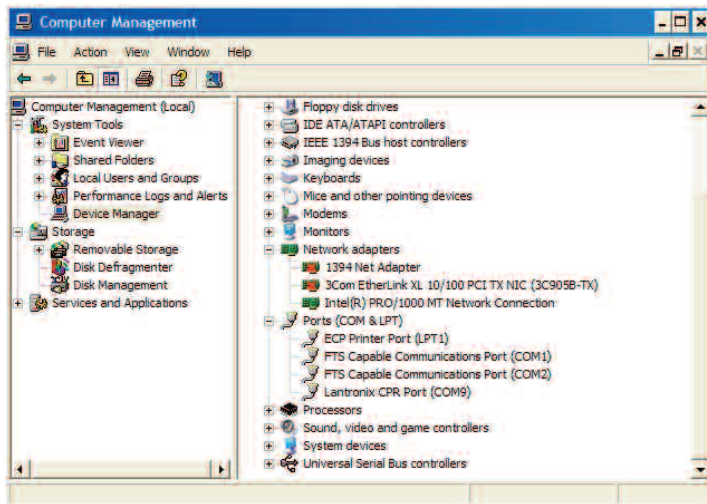 Computer Management
File Action View Window Help
Computer Management (Local)
System Tools
Event Viewer
Shared Folders
Local Users and Groups
Performance Logs and Alerts
Device Manager
Storage
Removable Storage
Disk Defragmenter
Disk Management
Services and Applications
Floppy disk drives
IDE ATA/ATAPI controllers
IEEE 1394 Bus host controllers
Imaging devices
Keyboards
Mice and other pointing devices
Modems
Monitors
Network adapters
1394 Net Adapter
3Com EtherLink XL 10/100 PCI TX NIC (3C905B-TX)
Intel(R) PRO/1000 MT Network Connection
Ports (COM & LPT)
ECP Printer Port (LPT1)
FTS Capable Communications Port (COM1)
FTS Capable Communications Port (COM2)
Lantronix CPR Port (COM9)
Processors
Sound, video and game controllers
System devices
Universal Serial Bus controllers